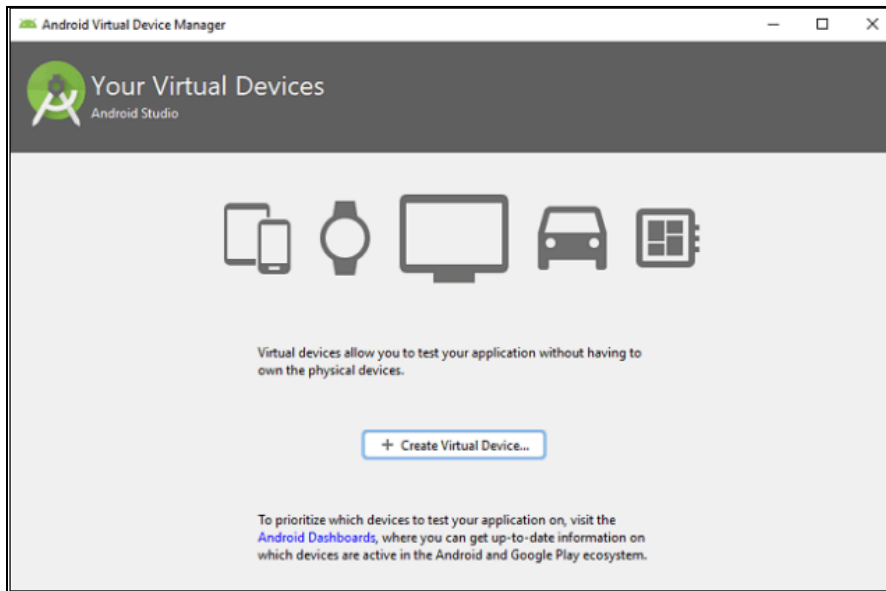 Android Virtual Device Manager
Your Virtual Devices
Android Studio
Virtual devices allow you to test your application without having to
own the physical devices.
+ Create Virtual Device...
To prioritize which devices to test your application on, visit the
Android Dashboards, where you can get up-to-date information on
which devices are active in the Android and Google Play ecosystem.